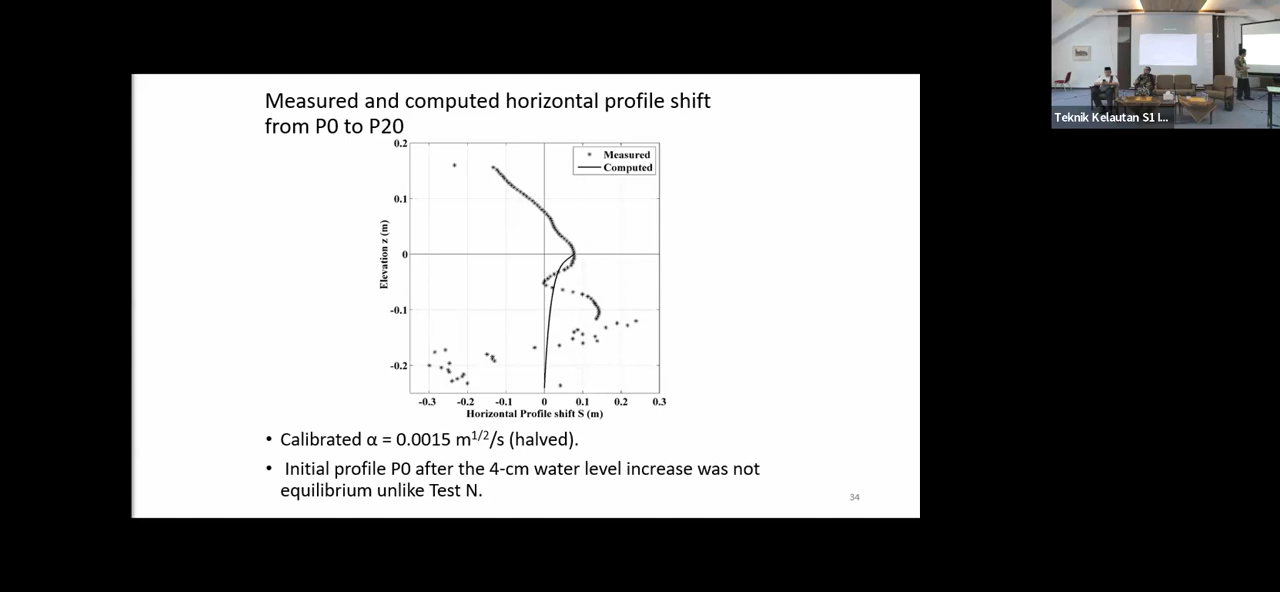 Measured and computed horizontal profile shift
from P0 to P20
0.2
0.1
0
-0.1
-0.2
Elevation z (m)
Measured
Computed
-0.3 -0.2 -0.1 0 0.1 0.2 0.3
Horizontal Profile shift S (m)
• Calibrated α = 0.0015 m^1/2/s (halved).
• Initial profile P0 after the 4-cm water level increase was not
equilibrium unlike Test N.
34
Teknik Kelautan S1 I...